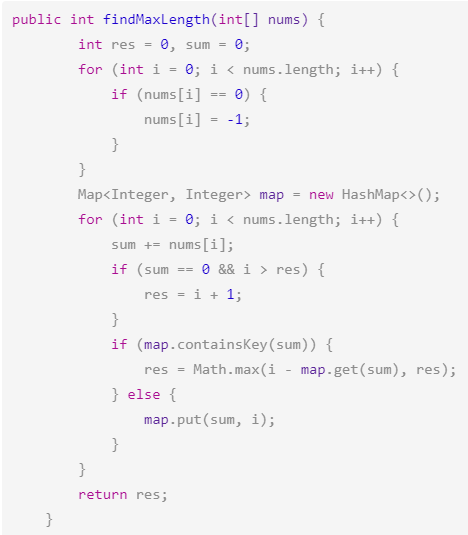 public int findMaxLength(int[] nums) {
        int res = 0, sum = 0;
        for (int i = 0; i < nums.length; i++) {
            if (nums[i] == 0) {
                nums[i] = -1;
            }
        }
        Map<Integer, Integer> map = new HashMap<>();
        for (int i = 0; i < nums.length; i++) {
            sum += nums[i];
            if (sum == 0 && i > res) {
                res = i + 1;
            }
            if (map.containsKey(sum)) {
                res = Math.max(i - map.get(sum), res);
            } else {
                map.put(sum, i);
            }
        }
        return res;
    }